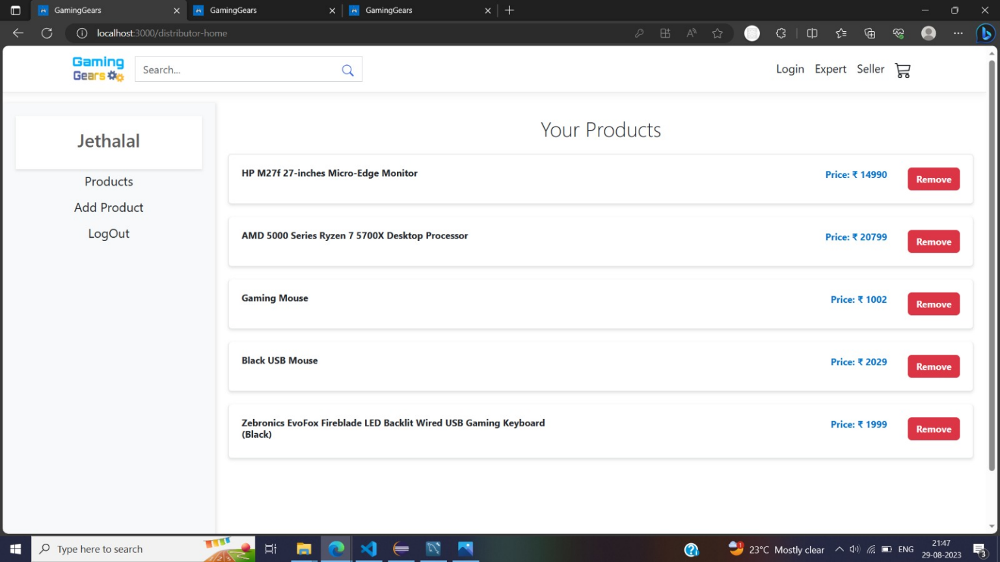 GamingGears
GamingGears
GamingGears
localhost:3000/distributor-home
Gaming
Gears
Search...
Login Expert Seller
Jethalal
Products
Add Product
LogOut
Your Products
HP M27f 27-inches Micro-Edge Monitor
Price: ₹ 14990
Remove
AMD 5000 Series Ryzen 7 5700X Desktop Processor
Price: ₹ 20799
Remove
Gaming Mouse
Price: ₹ 1002
Remove
Black USB Mouse
Price: ₹ 2029
Remove
Zebronics EvoFox Fireblade LED Backlit Wired USB Gaming Keyboard
(Black)
Price: ₹ 1999
Remove
Type here to search
23°C Mostly clear
ENG
21:47
29-08-2023
3